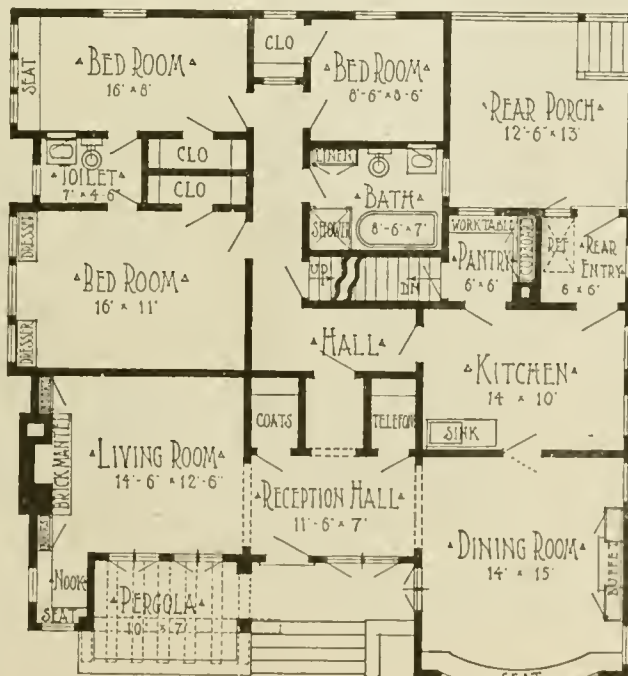 CLO
BED ROOM
16' x 8'
SEAT
BED ROOM
8'-6" x 8-6"
REAR PORCH
12'-6" x 13'
TOILET
7' x 4-6"
CLO
CLO
LINEN
BATH
SHOWER
8'-6" x 7'
WORKTABLE
PANTRY
6' x 6'
CUPBOARD
REF
REAR
ENTRY
6 x 6'
DRESSER
BED ROOM
16' x 11'
DRESSER
UP
DN
HALL
KITCHEN
14' x 10'
SINK
COATS
TELEFON
LIVING ROOM
14'-6" x 12'-6"
BRICK MANTEL
RECEPTION HALL
11'-6" x 7'
DINING ROOM
14' x 15'
BUFFET
NOOK
SEAT
PERGOLA
SEAT